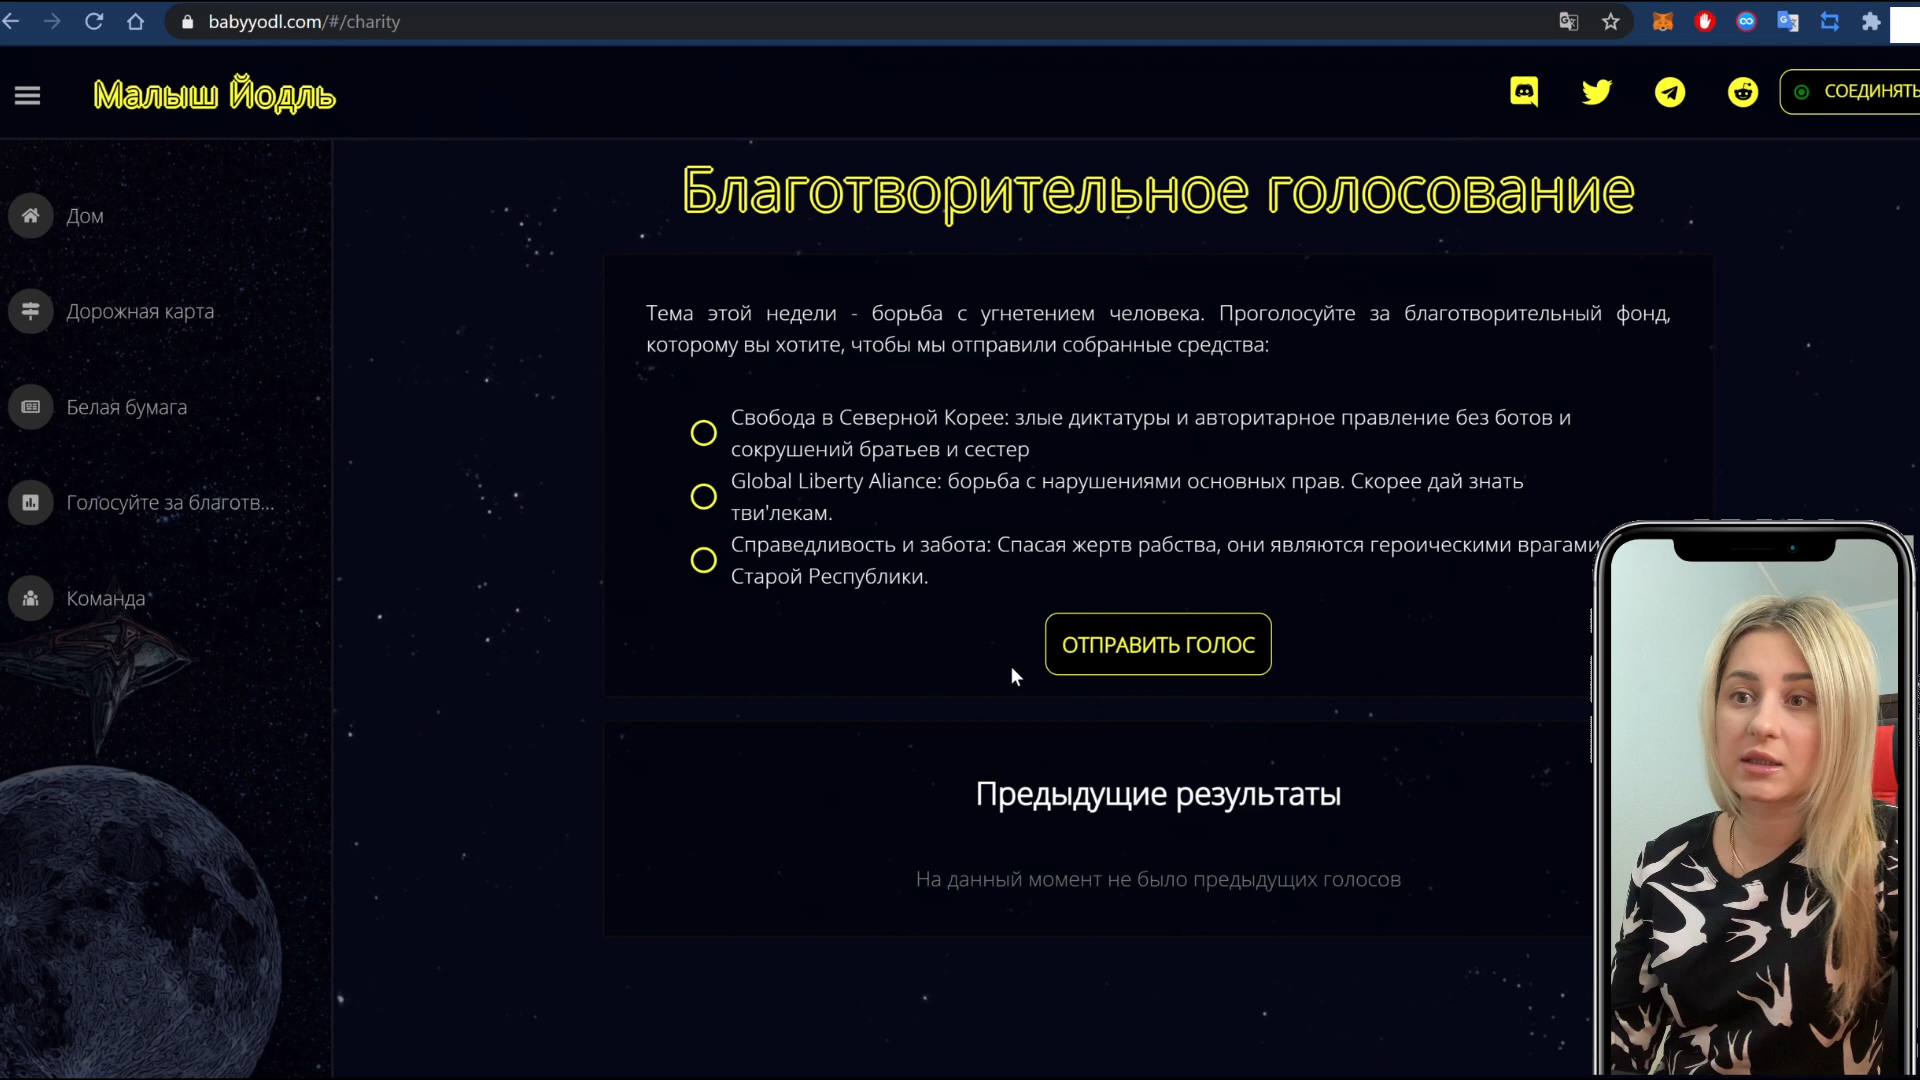 babyyodl.com/#/charity
Малыш Йодль
СОЕДИНЯТЬ
Дом
Дорожная карта
Белая бумага
Голосуйте за благотв...
Команда
Благотворительное голосование
Тема этой недели - борьба с угнетением человека. Проголосуйте за благотворительный фонд,
которому вы хотите, чтобы мы отправили собранные средства:
Свобода в Северной Корее: злые диктатуры и авторитарное правление без ботов и
сокрушений братьев и сестер
Global Liberty Aliance: борьба с нарушениями основных прав. Скорее дай знать
тви'лекам.
Справедливость и забота: Спасая жертв рабства, они являются героическими врагами
Старой Республики.
ОТПРАВИТЬ ГОЛОС
Предыдущие результаты
На данный момент не было предыдущих голосов